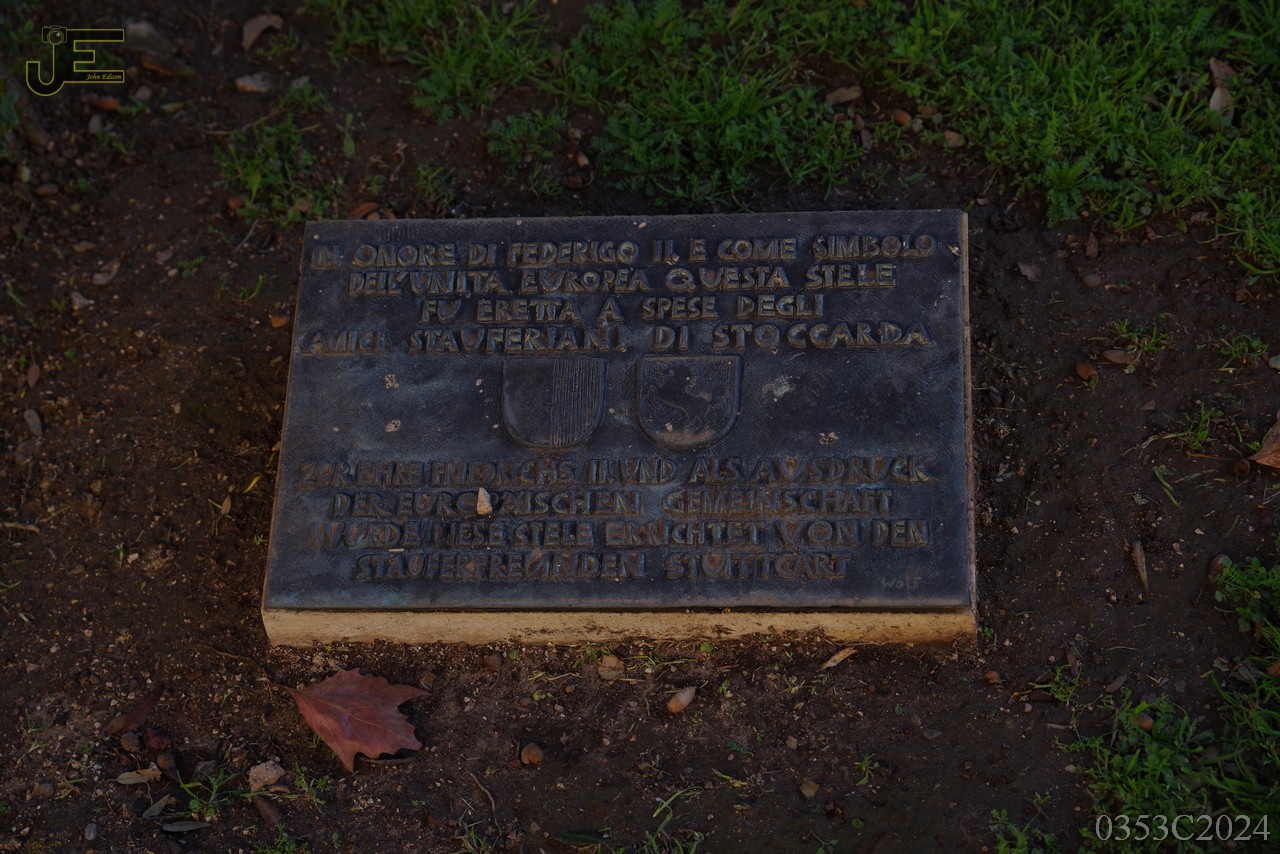 JE
John Edison
IN ONORE DI FEDERIGO II. E COME SIMBOLO
DELL'UNITA EUROPEA QUESTA STELE
FU ERETTA A SPESE DEGLI
AMICI STAUFERIANI DI STOCCARDA
ZUR EHRE FRIEDRICHS II. UND ALS AUSDRUCK
DER EUROPÄISCHEN GEMEINSCHAFT
WURDE DIESE STELE ERRICHTET VON DEN
STAUFERFREUNDEN STUTTGART
WOLF
0353C2024